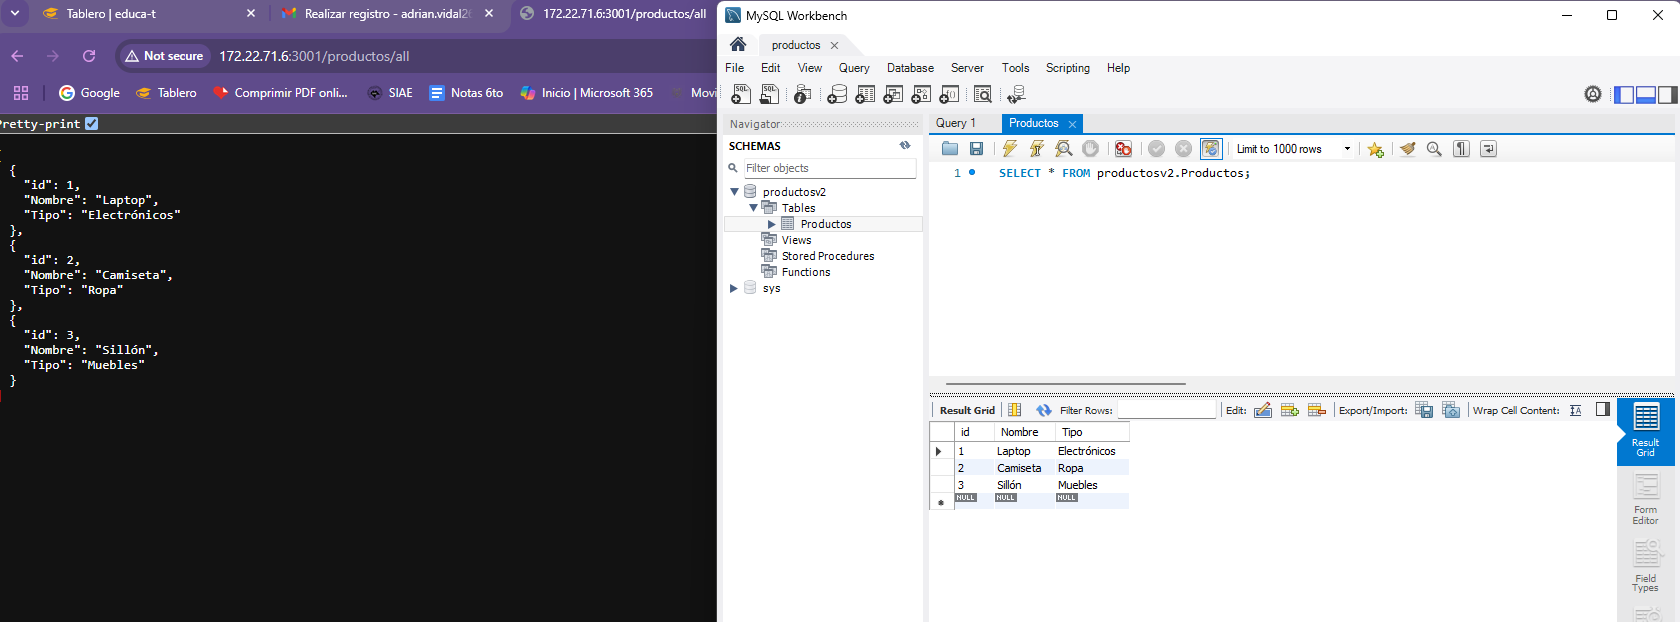 Tablero | educa-t
Realizar registro - adrian.vidal26
172.22.71.6:3001/productos/all
Not secure
172.22.71.6:3001/productos/all
Google
Tablero
Comprimir PDF onli...
SIAE
Notas 6to
Inicio | Microsoft 365
Movi
Pretty-print
{
"id": 1,
"Nombre": "Laptop",
"Tipo": "Electrónicos"
},
{
"id": 2,
"Nombre": "Camiseta",
"Tipo": "Ropa"
},
{
"id": 3,
"Nombre": "Sillón",
"Tipo": "Muebles"
}
MySQL Workbench
productos
File Edit View Query Database Server Tools Scripting Help
Navigator
SCHEMAS
Filter objects
productosv2
Tables
Productos
Views
Stored Procedures
Functions
sys
Query 1
Productos
Limit to 1000 rows
1 SELECT * FROM productosv2.Productos;
Result Grid
Filter Rows:
Edit:
Export/Import:
Wrap Cell Content:
id Nombre Tipo
1 Laptop Electrónicos
2 Camiseta Ropa
3 Sillón Muebles
NULL NULL NULL
Result
Grid
Form
Editor
Field
Types